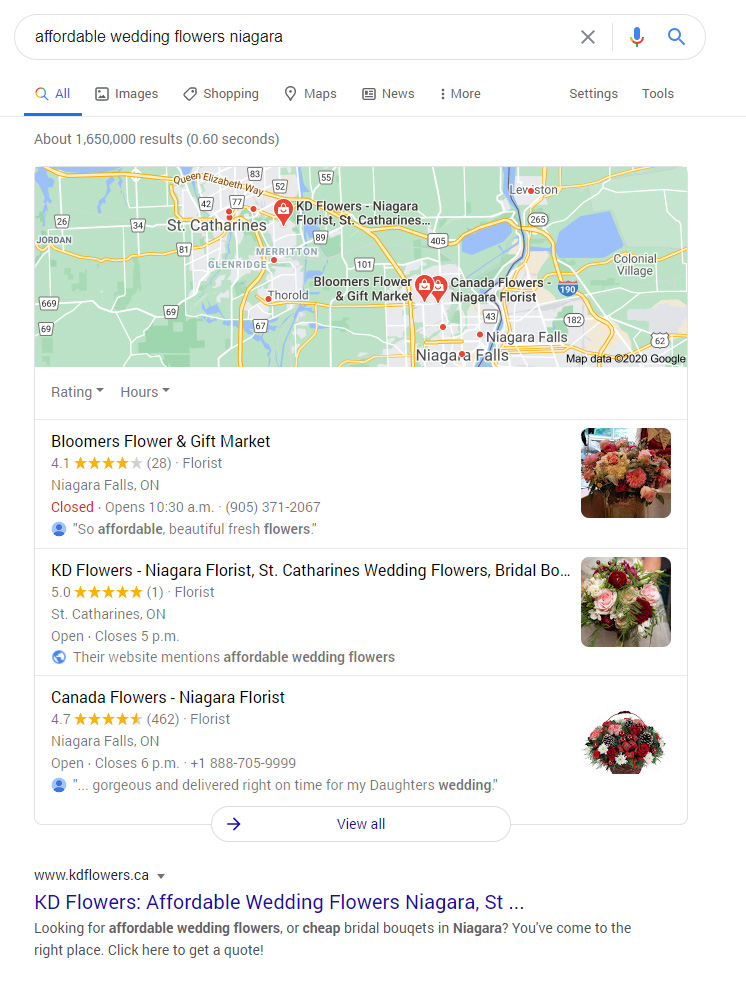 affordable wedding flowers niagara
All Images Shopping Maps News More Settings Tools
About 1,650,000 results (0.60 seconds)
83
55
Queen Elizabeth Way
52
Lewiston
42
77
KD Flowers - Niagara
Florist, St. Catharines...
26
34
St. Catharines
265
JORDAN
81
89
405
MERRITTON
GLENRIDGE
101
Colonial
Village
Bloomers Flower
& Gift Market
Canada Flowers -
Niagara Florist
190
669
Thorold
69
43
182
69
67
Niagara Falls
62
Niagara Falls
Map data ©2020 Google
Rating Hours
Bloomers Flower & Gift Market
4.1 (28) · Florist
Niagara Falls, ON
Closed · Opens 10:30 a.m. · (905) 371-2067
"So affordable, beautiful fresh flowers."
KD Flowers - Niagara Florist, St. Catharines Wedding Flowers, Bridal Bo...
5.0 (1) · Florist
St. Catharines, ON
Open · Closes 5 p.m.
Their website mentions affordable wedding flowers
Canada Flowers - Niagara Florist
4.7 (462) · Florist
Niagara Falls, ON
Open · Closes 6 p.m. · +1 888-705-9999
"... gorgeous and delivered right on time for my Daughters wedding."
View all
www.kdflowers.ca
KD Flowers: Affordable Wedding Flowers Niagara, St ...
Looking for affordable wedding flowers, or cheap bridal bouqets in Niagara? You've come to the
right place. Click here to get a quote!